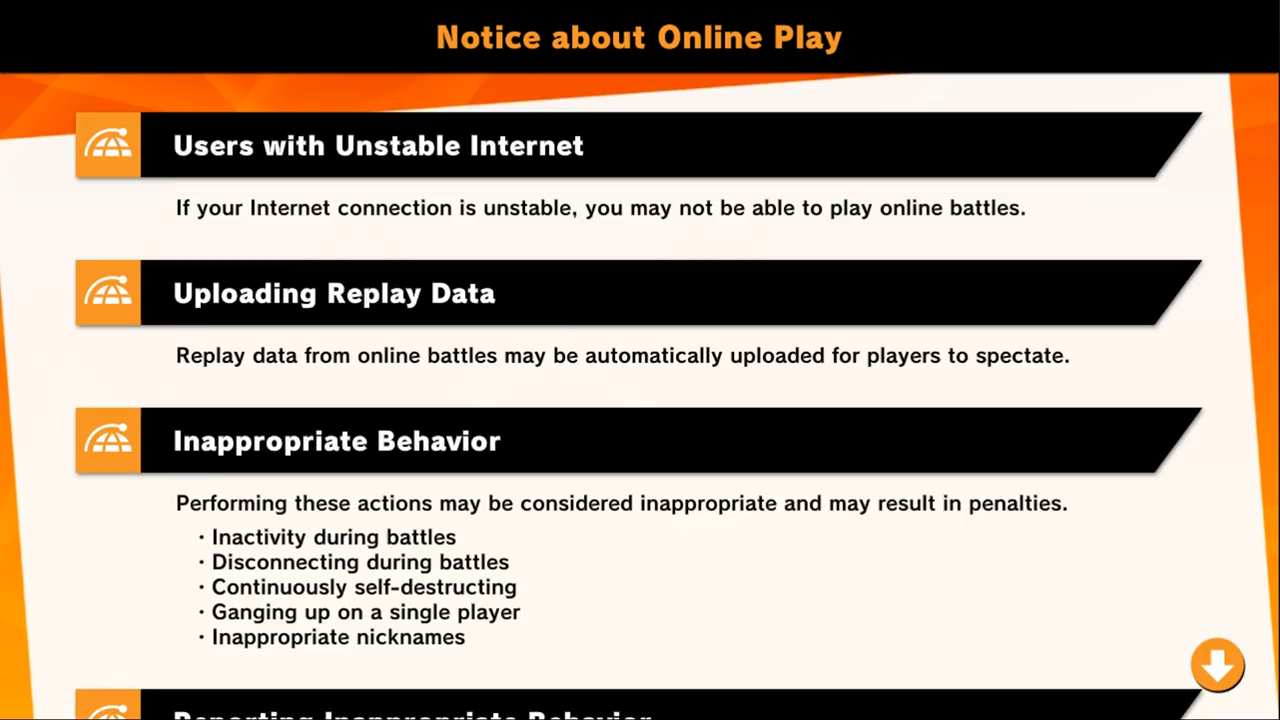 Notice about Online Play
Users with Unstable Internet
If your Internet connection is unstable, you may not be able to play online battles.
Uploading Replay Data
Replay data from online battles may be automatically uploaded for players to spectate.
Inappropriate Behavior
Performing these actions may be considered inappropriate and may result in penalties.
・Inactivity during battles
・Disconnecting during battles
・Continuously self-destructing
・Ganging up on a single player
・Inappropriate nicknames
Reporting Inappropriate Behavior